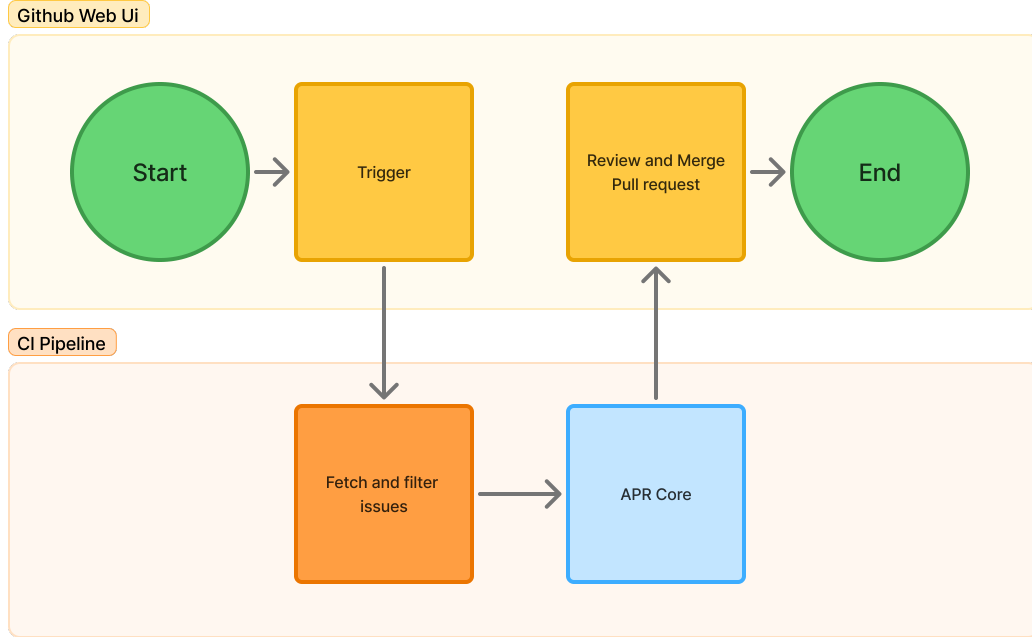 Github Web Ui
Start
Trigger
Review and Merge
Pull request
End
CI Pipeline
Fetch and filter
issues
APR Core